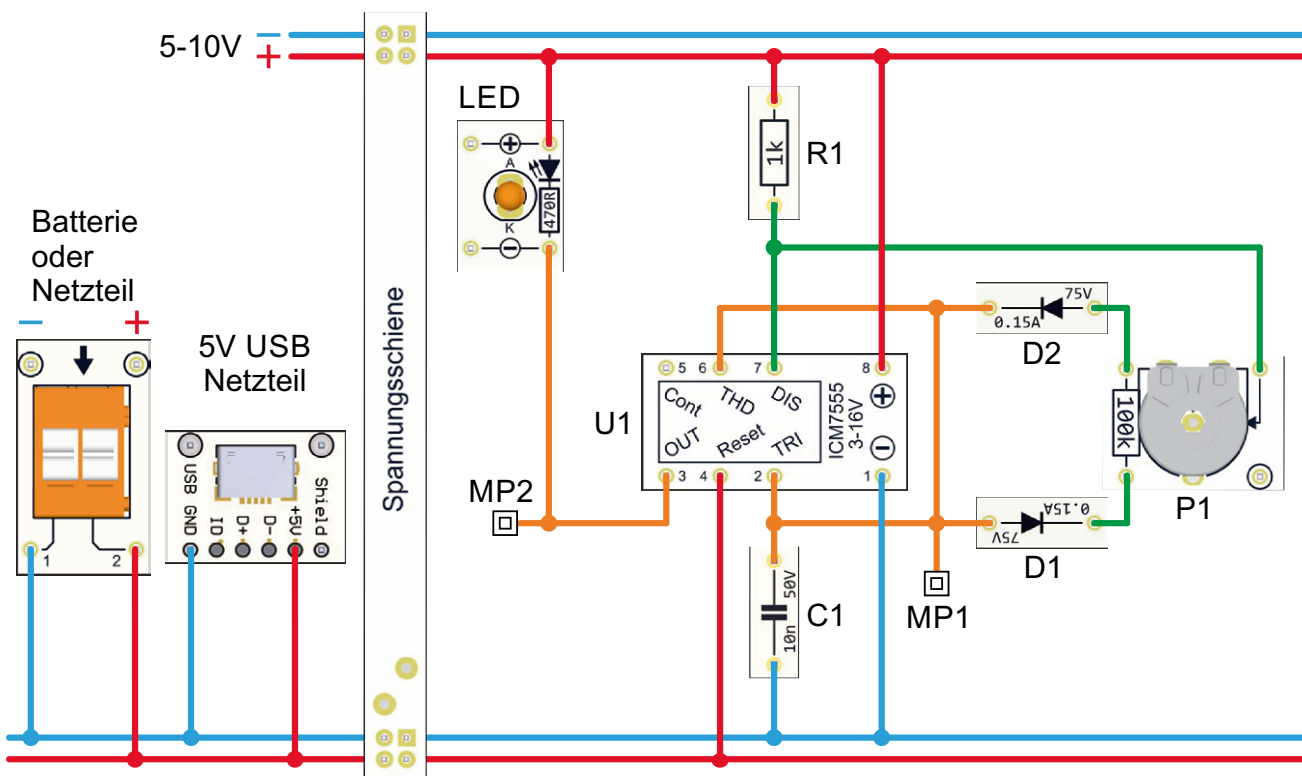 5-10V
−
+
LED
+
A
470R
K
−
1k
R1
Batterie
oder
Netzteil
−
+
1
2
5V USB
Netzteil
USB
Shield
GND
ID
D+
D-
+5V
Spannungsschiene
75V
0.15A
D2
U1
5
6
7
8
Cont
THD
DIS
OUT
Reset
TRI
ICM7555
3-16V
+
−
3
4
2
1
100k
P1
MP2
0.15A
75V
D1
MP1
50V
10n
C1